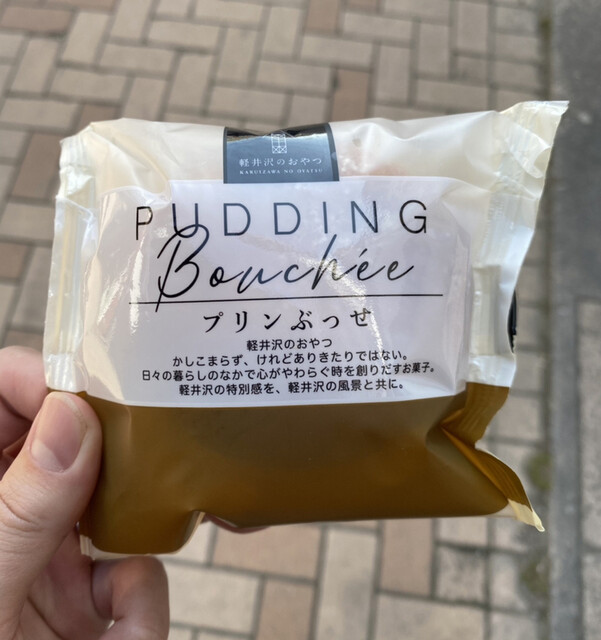 軽井沢のおやつ
KARUIZAWA NO OYATSU
PUDDING
Bouchée
プリンぶっせ
軽井沢のおやつ
かしこまらず、けれどありきたりではない。
日々の暮らしのなかで心がやわらぐ時を創りだすお菓子。
軽井沢の特別感を、軽井沢の風景と共に。